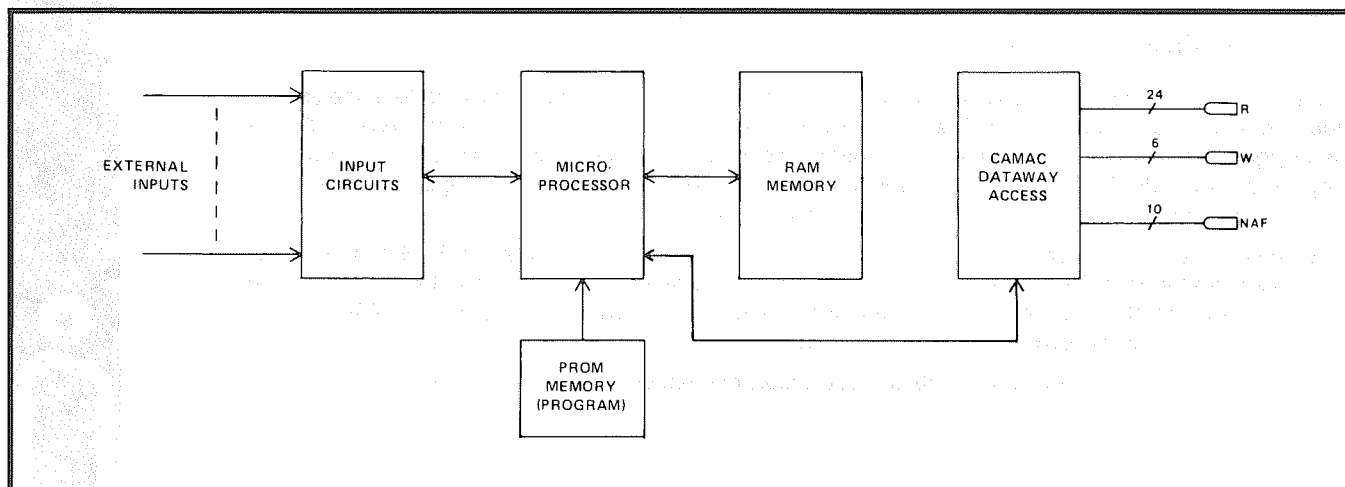 EXTERNAL
INPUTS
INPUT
CIRCUITS
MICRO-
PROCESSOR
RAM
MEMORY
CAMAC
DATAWAY
ACCESS
24
R
6
W
10
NAF
PROM
MEMORY
(PROGRAM)